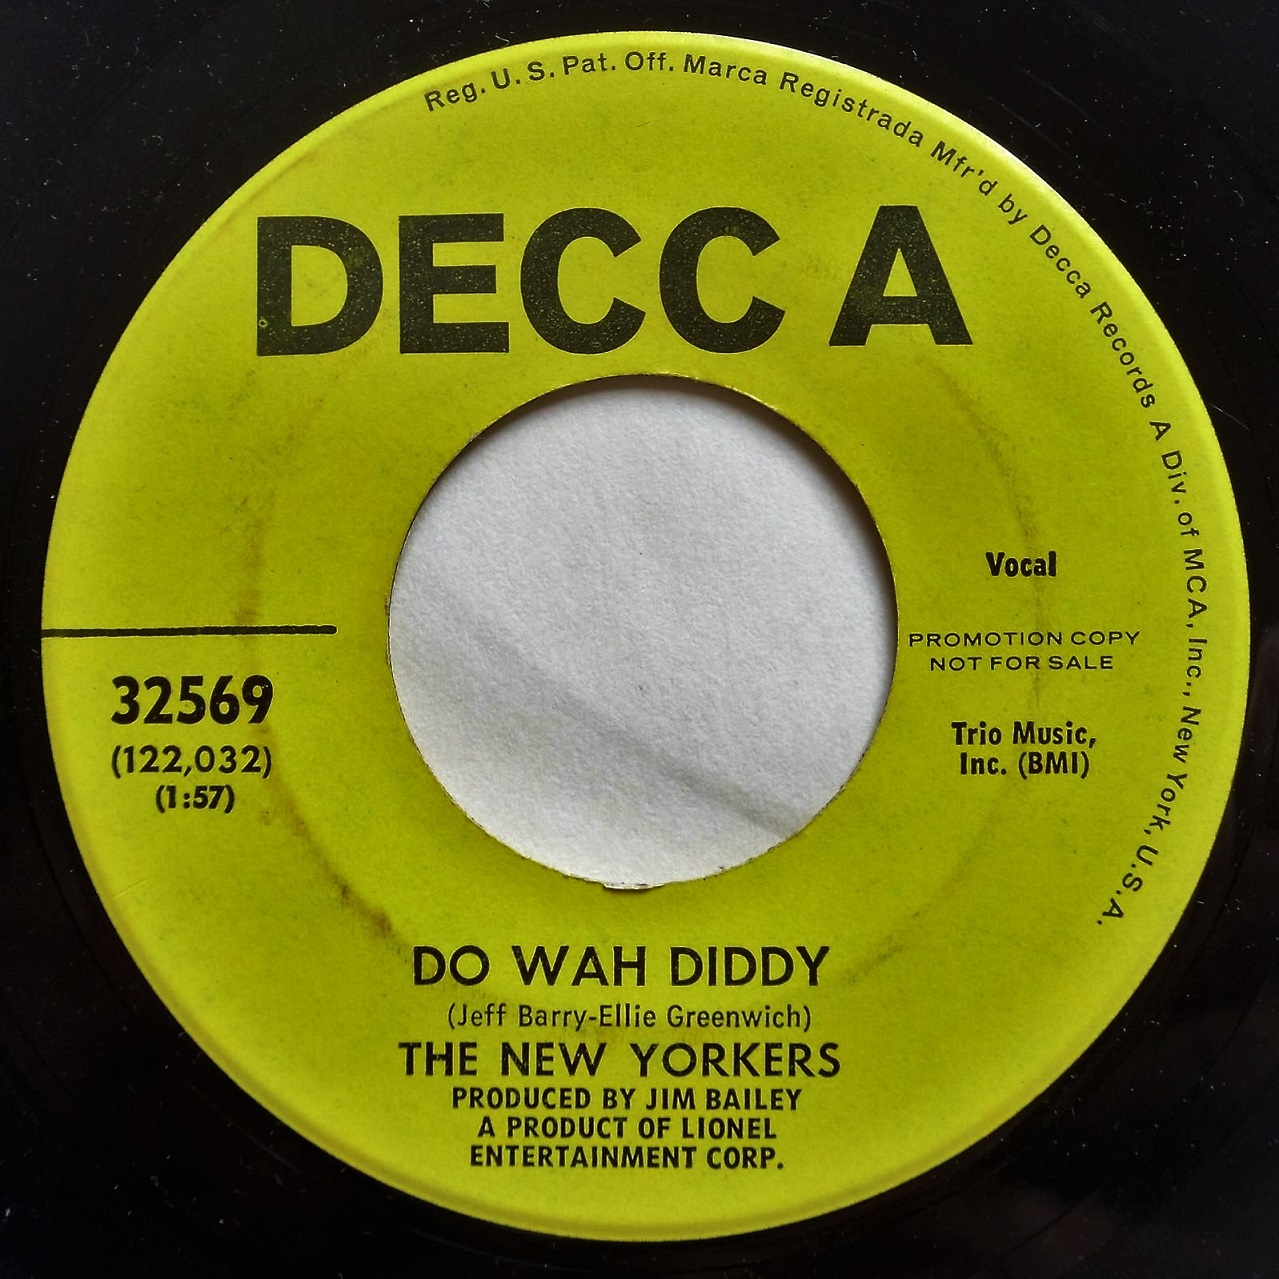 Reg. U.S. Pat. Off. Marca Registrada Mfr'd by Decca Records A Div. of MCA, Inc., New York, U.S.A.
DECCA
Vocal
PROMOTION COPY
NOT FOR SALE
32569
(122,032)
(1:57)
Trio Music,
Inc. (BMI)
DO WAH DIDDY
(Jeff Barry-Ellie Greenwich)
THE NEW YORKERS
PRODUCED BY JIM BAILEY
A PRODUCT OF LIONEL
ENTERTAINMENT CORP.